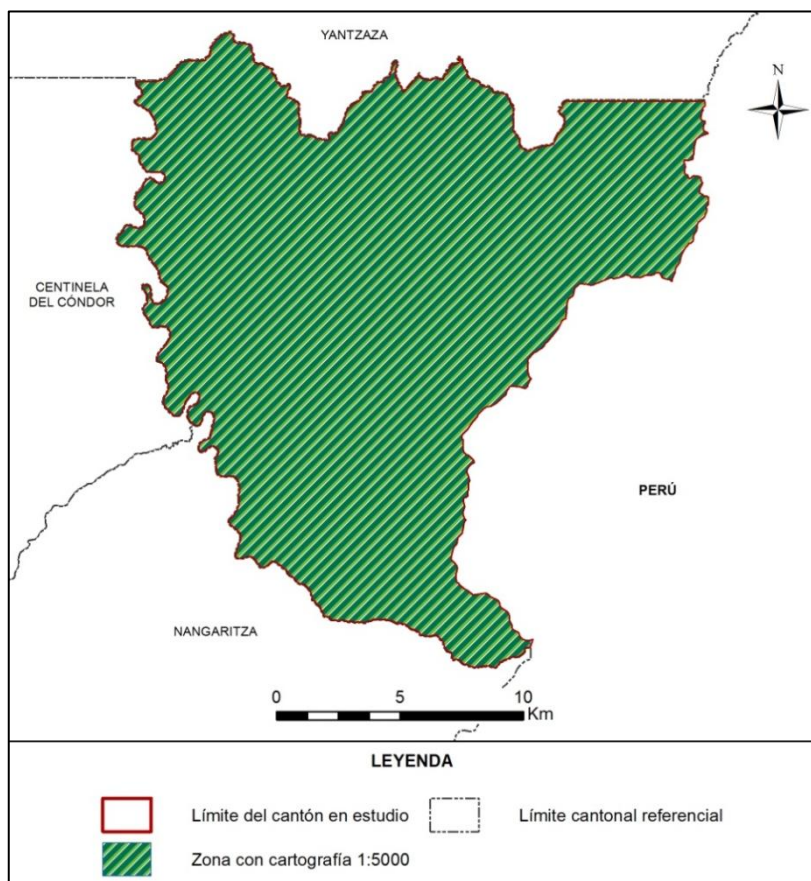 YANTZAZA
N
CENTINELA
DEL CÓNDOR
PERÚ
NANGARITZA
0 5 10
Km
LEYENDA
Límite del cantón en estudio
Límite cantonal referencial
Zona con cartografía 1:5000